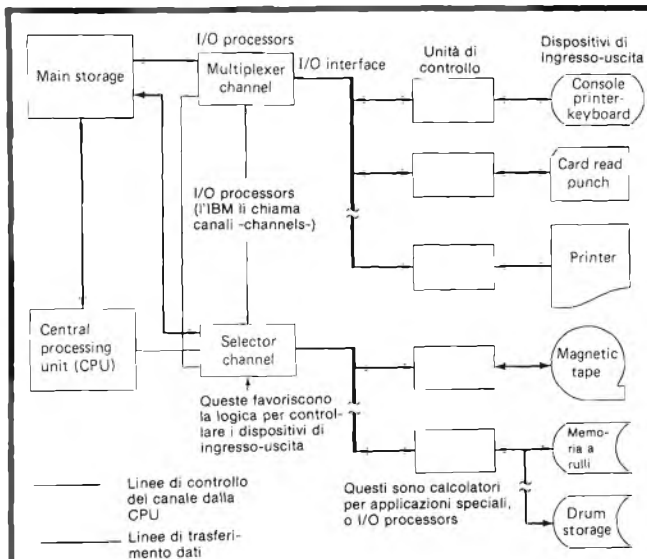 I/O processors
Main storage
Multiplexer
channel
I/O interface
Unità di
controllo
Dispositivi di
ingresso-uscita
Console
printer-
keyboard
I/O processors
(l'IBM li chiama
canali -channels-)
Card read
punch
Printer
Central
processing
unit (CPU)
Selector
channel
Magnetic
tape
Queste favoriscono
la logica per control-
lare i dispositivi di
ingresso-uscita
Memo-
ria a
rulli
Linee di controllo
del canale dalla
CPU
Questi sono calcolatori
per applicazioni speciali,
o I/O processors
Drum
storage
Linee di trasferi-
mento dati